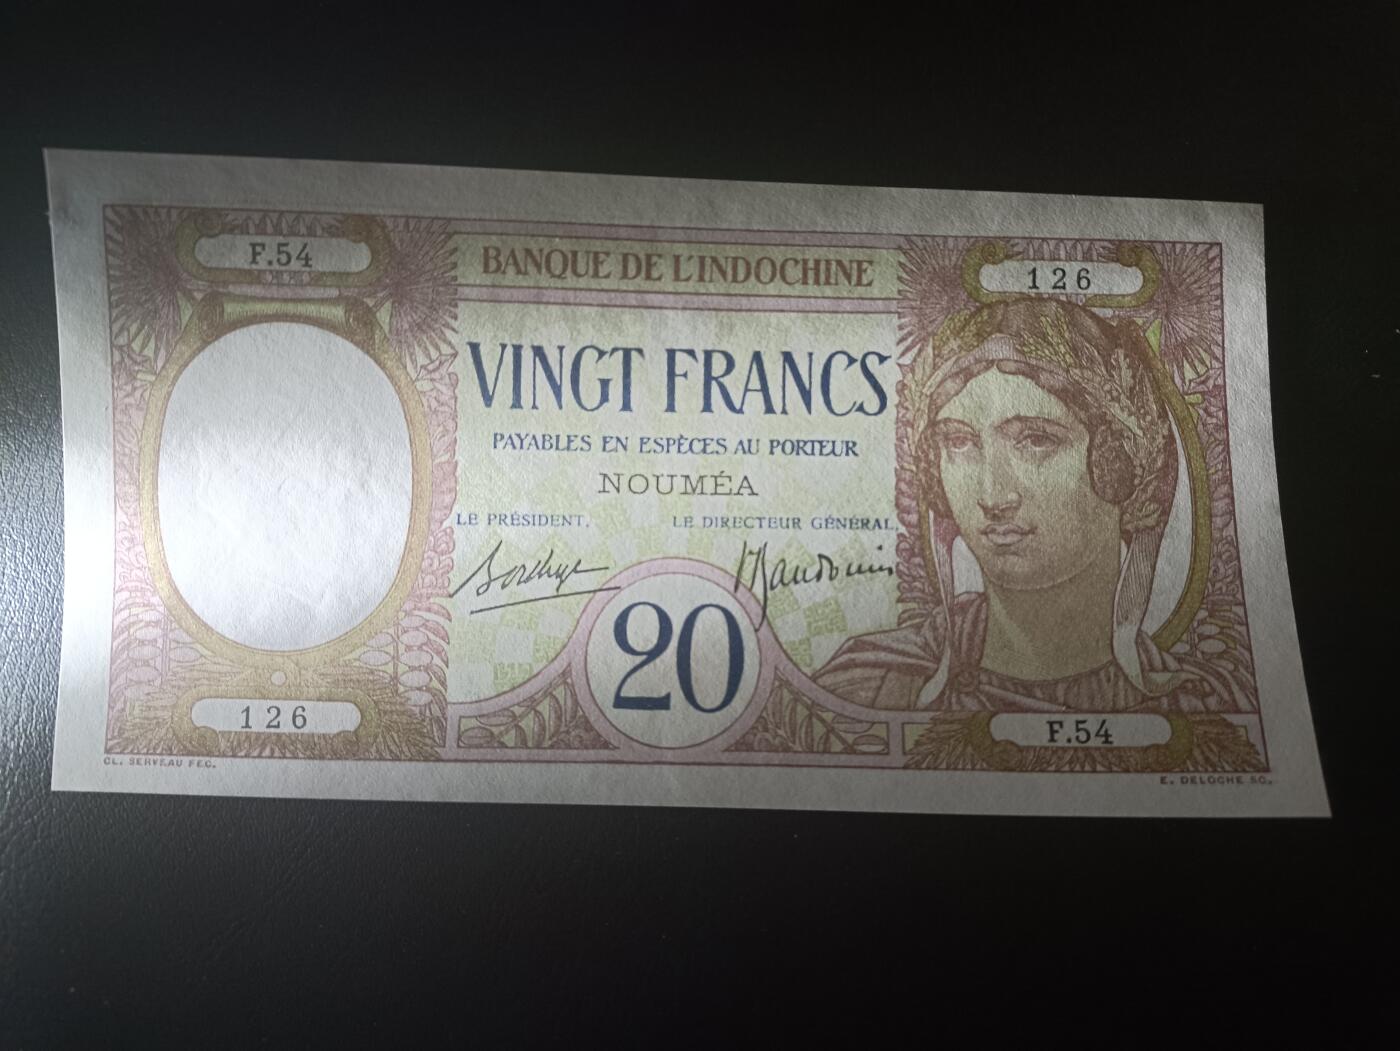 F.54
BANQUE DE L'INDOCHINE
126
VINGT FRANCS
PAYABLES EN ESPÈCES AU PORTEUR
NOUMÉA
LE PRÉSIDENT, LE DIRECTEUR GÉNÉRAL,
20
126
F.54
CL. SERVEAU FEC.
E. DELOCHE SC.